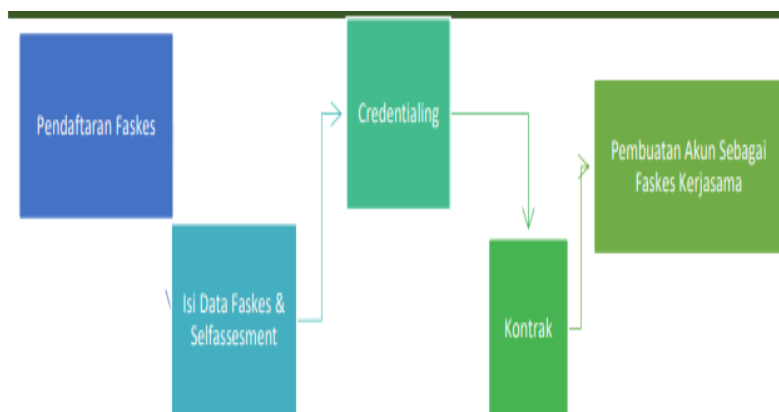 Pendaftaran Faskes
Isi Data Faskes &
Selfassesment
Credentialing
Kontrak
Pembuatan Akun Sebagai
Faskes Kerjasama